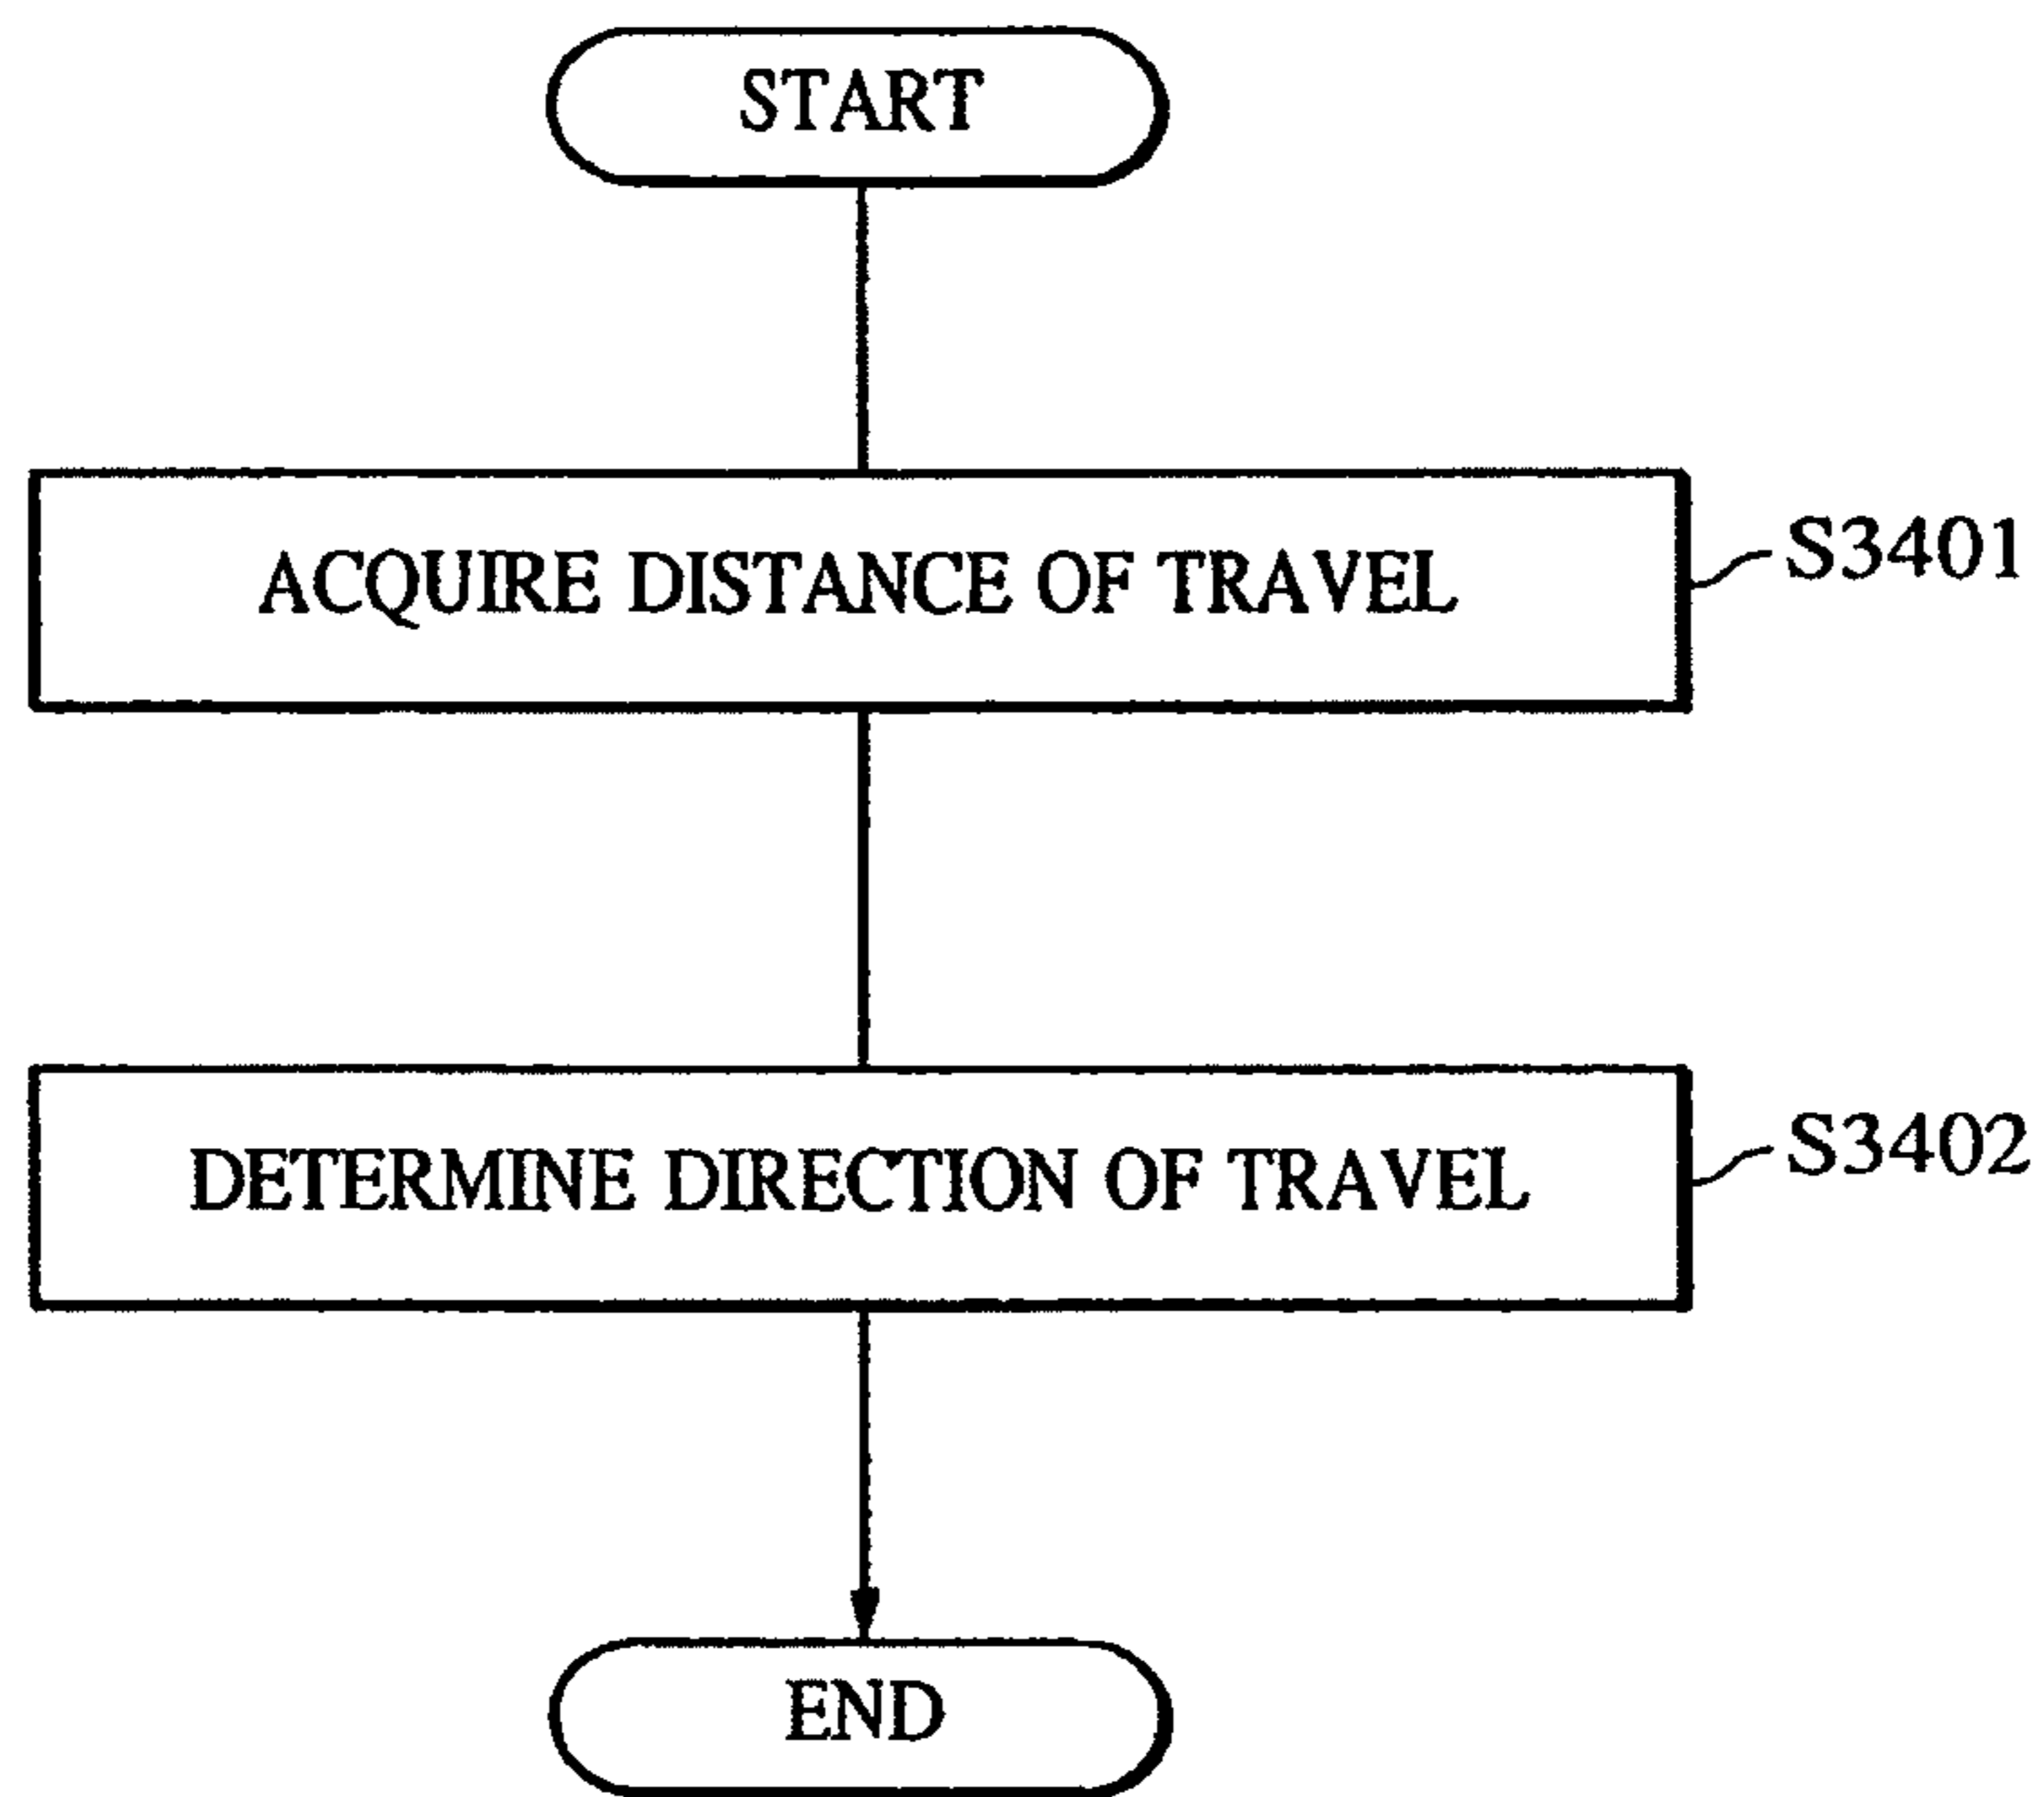 START
ACQUIRE DISTANCE OF TRAVEL
S3401
DETERMINE DIRECTION OF TRAVEL
S3402
END